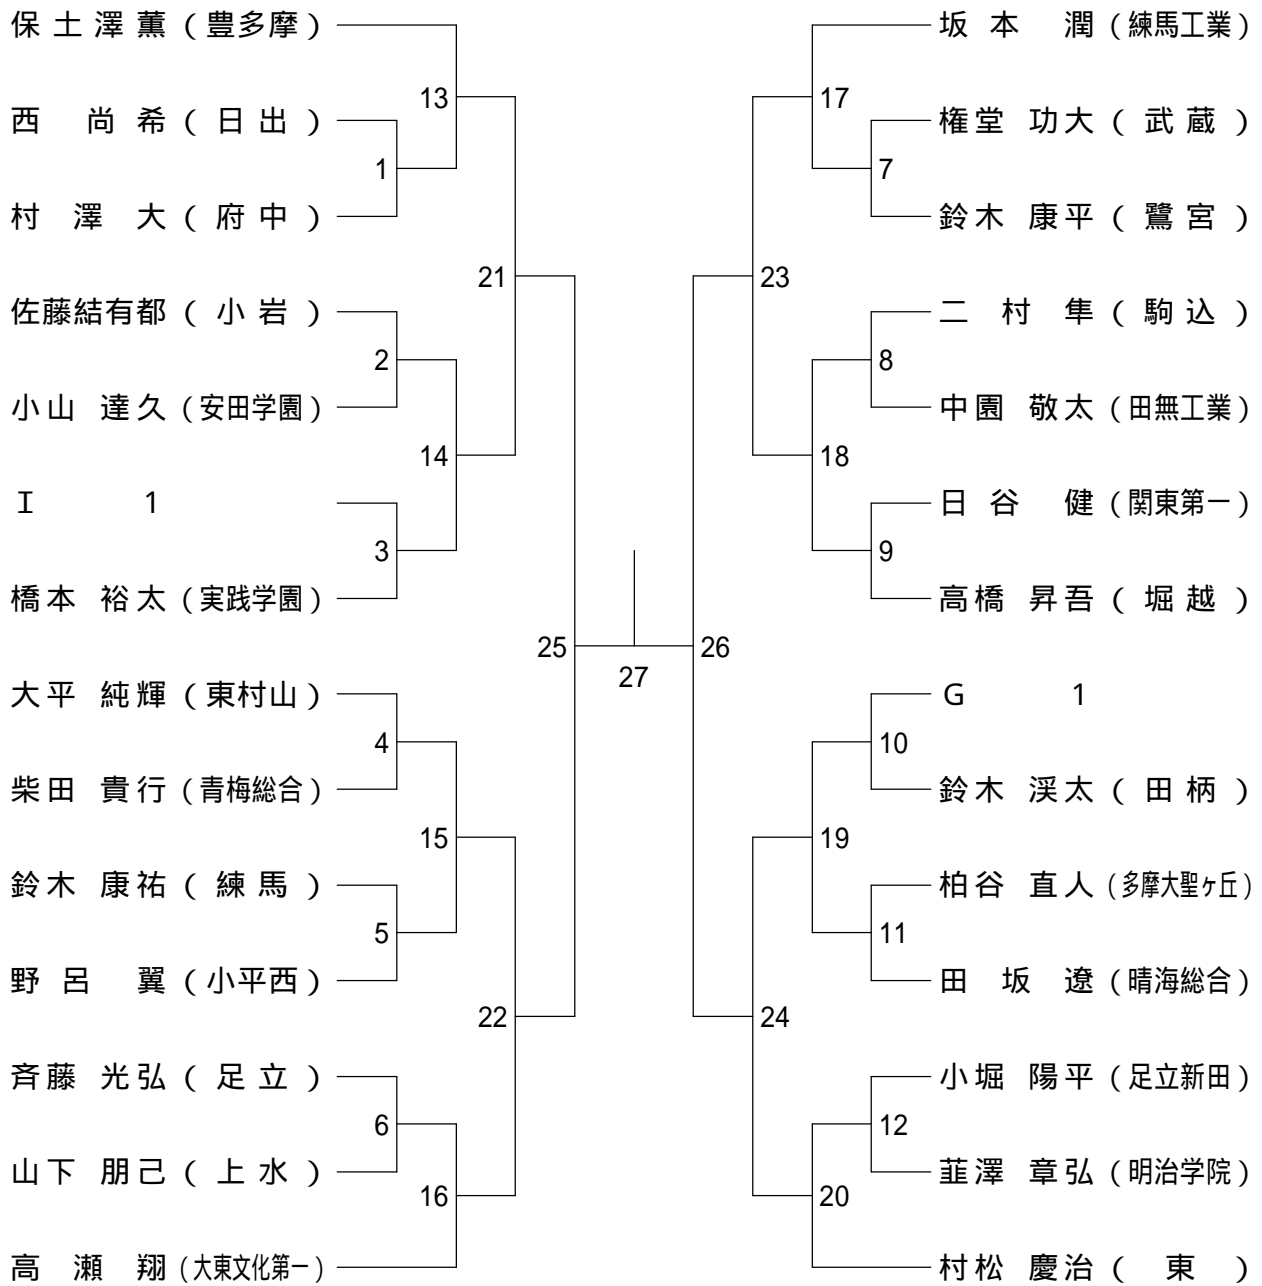 保土澤薫（豊多摩）
13
西 尚希（日出）
1
村澤大（府中）
21
佐藤結有都（小岩）
2
小山 達久（安田学園）
14
I 1
3
橋本 裕太（実践学園）
25
大平 純輝（東村山）
4
柴田 貴行（青梅総合）
15
鈴木 康祐（練馬）
5
野呂 翼（小平西）
22
斉藤 光弘（足立）
6
山下 朋己（上水）
16
高瀬翔（大東文化第一）
27
坂本 潤（練馬工業）
17
権堂 功大（武蔵）
7
鈴木 康平（鷺宮）
23
二村隼（駒込）
8
中園 敬太（田無工業）
18
日谷 健（関東第一）
9
高橋 昇吾（堀越）
26
G 1
10
鈴木 渓太（田柄）
19
柏谷 直人（多摩大聖ヶ丘）
11
田坂遼（晴海総合）
24
小堀 陽平（足立新田）
12
韮澤 章弘（明治学院）
20
村松 慶治（東）